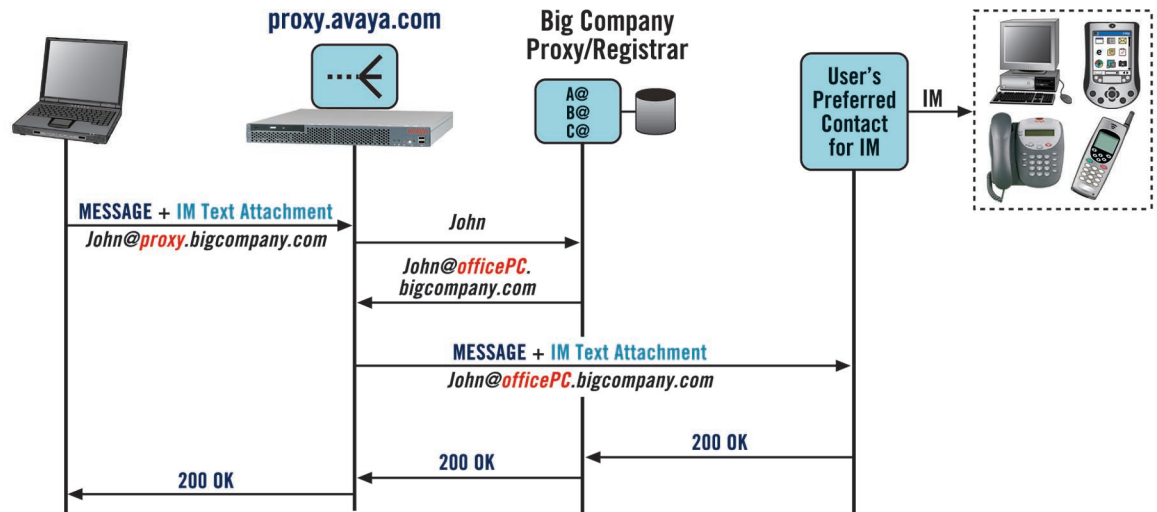 proxy.avaya.com
Big Company
Proxy/Registrar
A@
B@
C@
User's
Preferred
Contact
for IM
IM
MESSAGE + IM Text Attachment
John@proxy.bigcompany.com
John
John@officePC.
bigcompany.com
MESSAGE + IM Text Attachment
John@officePC.bigcompany.com
200 OK
200 OK
200 OK